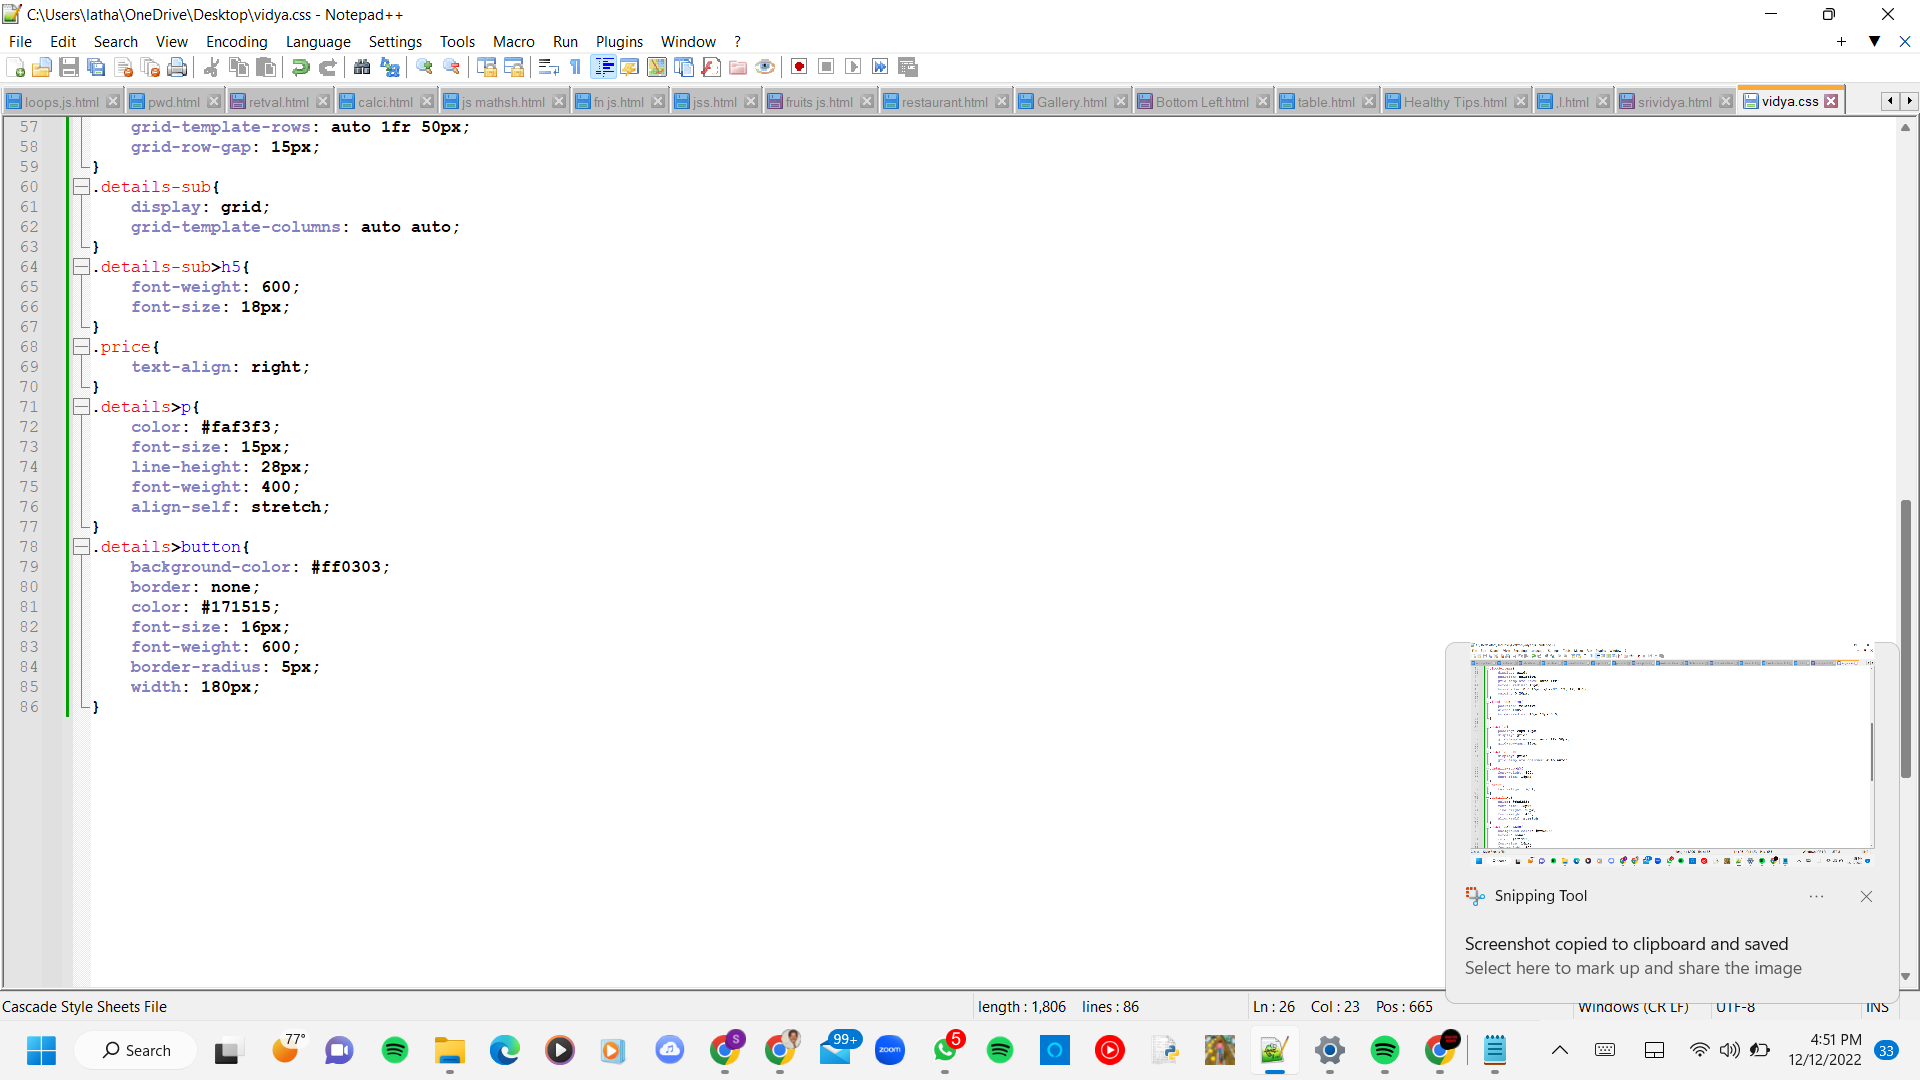 C:\Users\latha\OneDrive\Desktop\vidya.css - Notepad++
File Edit Search View Encoding Language Settings Tools Macro Run Plugins Window ?
loops,js.html pwd.html retval.html calci.html js mathsh.html fn js.html jss.html fruits js.html restaurant.html Gallery.html Bottom Left.html table.html Healthy Tips.html ,l.html srividya.html vidya.css
57 grid-template-rows: auto 1fr 50px;
58 grid-row-gap: 15px;
59 }
60 .details-sub{
61 display: grid;
62 grid-template-columns: auto auto;
63 }
64 .details-sub>h5{
65 font-weight: 600;
66 font-size: 18px;
67 }
68 .price{
69 text-align: right;
70 }
71 .details>p{
72 color: #faf3f3;
73 font-size: 15px;
74 line-height: 28px;
75 font-weight: 400;
76 align-self: stretch;
77 }
78 .details>button{
79 background-color: #ff0303;
80 border: none;
81 color: #171515;
82 font-size: 16px;
83 font-weight: 600;
84 border-radius: 5px;
85 width: 180px;
86 }
Snipping Tool
Screenshot copied to clipboard and saved
Select here to mark up and share the image
Cascade Style Sheets File length : 1,806 lines : 86 Ln : 26 Col : 23 Pos : 665 Windows (CR LF) UTF-8 INS
Search 77° S 99+ zoom 5 4:51 PM
12/12/2022 33